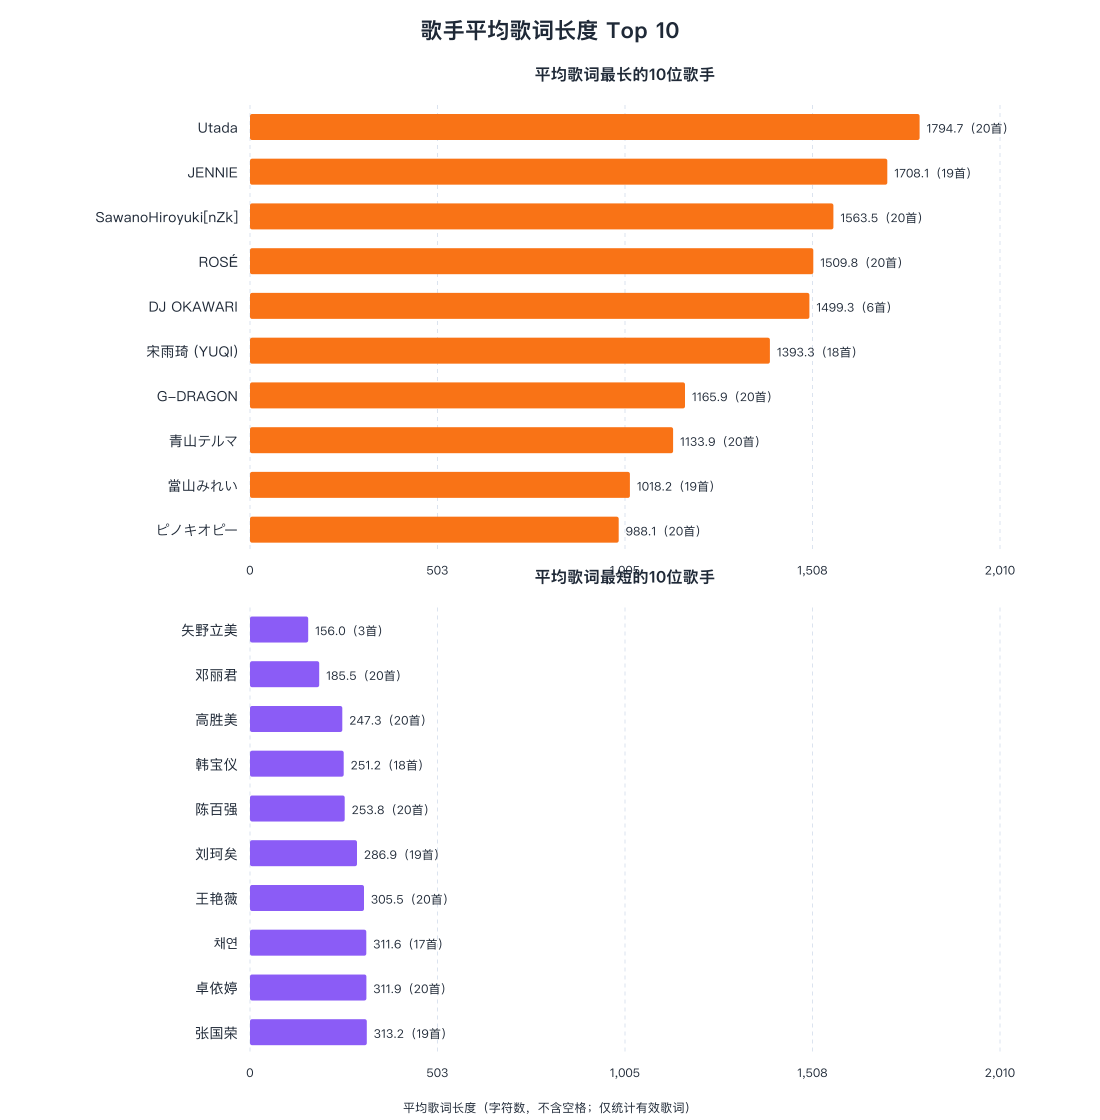 歌手平均歌词长度 Top 10
平均歌词最长的10位歌手
Utada 1794.7（20首）
JENNIE 1708.1（19首）
SawanoHiroyuki[nZk] 1563.5（20首）
ROSÉ 1509.8（20首）
DJ OKAWARI 1499.3（6首）
宋雨琦 (YUQI) 1393.3（18首）
G-DRAGON 1165.9（20首）
青山テルマ 1133.9（20首）
當山みれい 1018.2（19首）
ピノキオピー 988.1（20首）
0 503 1,005 1,508 2,010
平均歌词最短的10位歌手
矢野立美 156.0（3首）
邓丽君 185.5（20首）
高胜美 247.3（20首）
韩宝仪 251.2（18首）
陈百强 253.8（20首）
刘珂矣 286.9（19首）
王艳薇 305.5（20首）
채연 311.6（17首）
卓依婷 311.9（20首）
张国荣 313.2（19首）
0 503 1,005 1,508 2,010
平均歌词长度（字符数，不含空格；仅统计有效歌词）